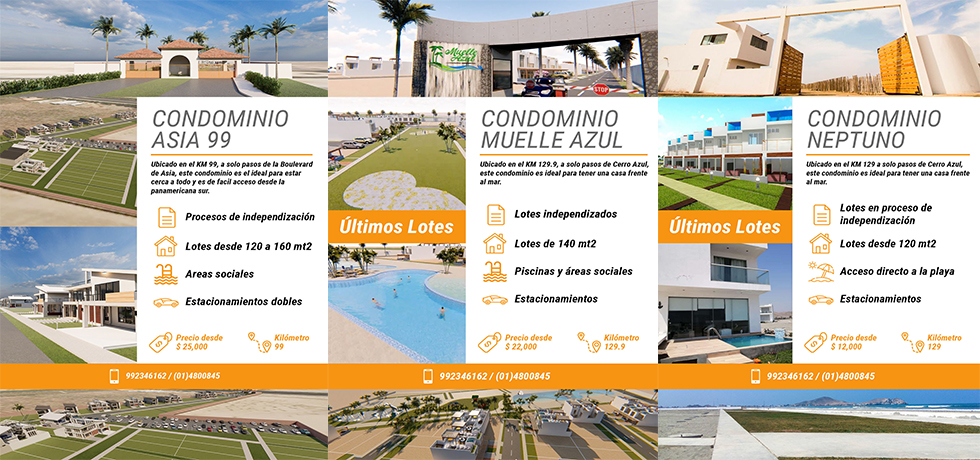 CONDOMINIO
ASIA 99
Ubicado en el KM 99, a solo pasos de la Boulevard
de Asia, este condominio es el ideal para estar
cerca a todo y es de facil acceso desde la
panamericana sur.
Procesos de independización
Lotes desde 120 a 160 mt2
Areas sociales
Estacionamientos dobles
Precio desde
$ 25,000
Kilómetro
99
992346162 / (01)4800845
Muelle
Azul
STOP
CONDOMINIO
MUELLE AZUL
Ubicado en el KM 129.9, a solo pasos de Cerro Azul,
este condominio es ideal para tener una casa frente
al mar.
Últimos Lotes
Lotes independizados
Lotes de 140 mt2
Piscinas y áreas sociales
Estacionamientos
Precio desde
$ 22,000
Kilómetro
129.9
992346162 / (01)4800845
CONDOMINIO
NEPTUNO
Ubicado en el KM 129 a solo pasos de Cerro Azul,
este condominio es ideal para tener una casa frente
al mar.
Últimos Lotes
Lotes en proceso de
independización
Lotes desde 120 mt2
Acceso directo a la playa
Estacionamientos
Precio desde
$ 12,000
Kilómetro
129
992346162 / (01)4800845